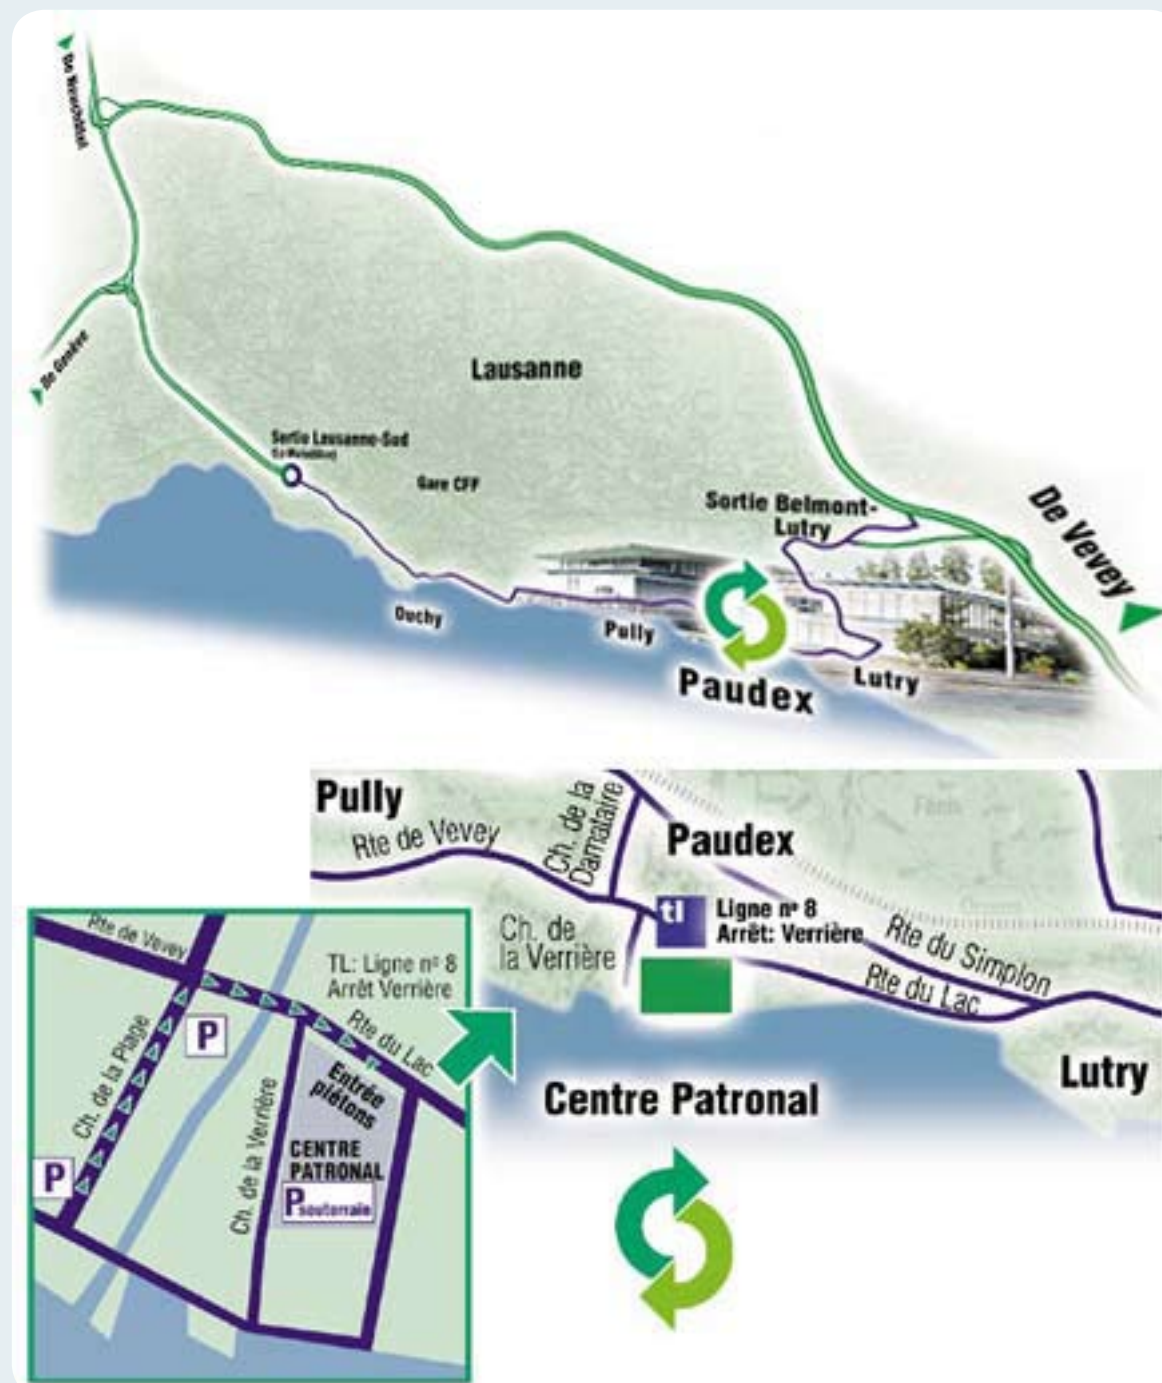 De Neuchâtel
De Genève
Lausanne
Sortie Lausanne-Sud
Gare CFF
Sortie Belmont-
Lutry
De Vevey
Ouchy
Pully
Paudex
Lutry
Pully
Rte de Vevey
Ch. de la
Damataire
Paudex
tl
Ligne nº 8
Arrêt: Verrière
Ch. de
la Verrière
Rte du Simplon
Rte du Lac
Lutry
Centre Patronal
Rte de Vevey
TL: Ligne nº 8
Arrêt Verrière
Rte du Lac
P
Ch. de la Plage
Entrée
piétons
Ch. de la Verrière
CENTRE
PATRONAL
P
P souterrain